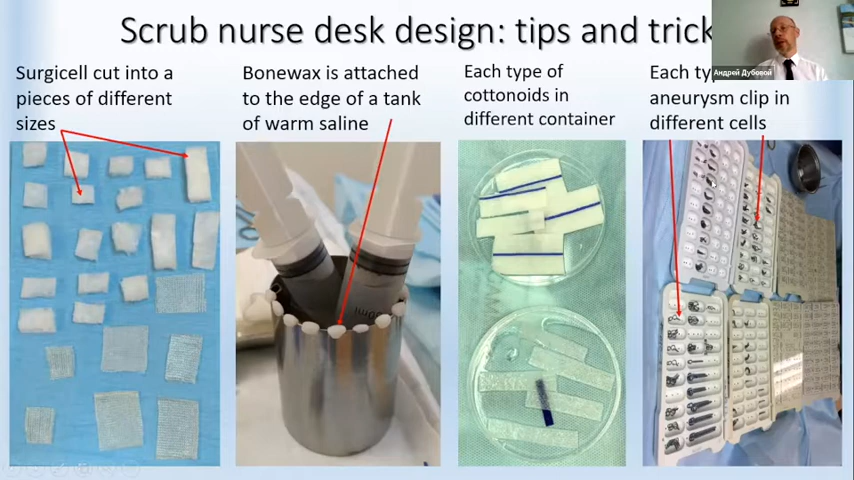 Scrub nurse desk design: tips and trick
Андрей Дубовой
Surgicell cut into a
pieces of different
sizes
Bonewax is attached
to the edge of a tank
of warm saline
Each type of
cottonoids in
different container
Each
aneurysm clip in
different cells